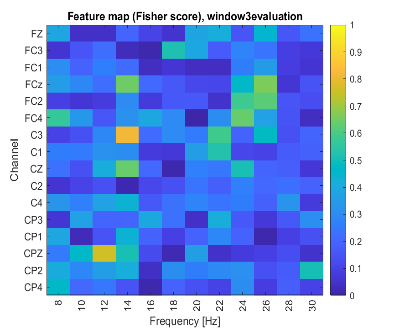 Feature map (Fisher score), window3evaluation
FZ
FC3
FC1
FCz
FC2
FC4
C3
C1
CZ
C2
C4
CP3
CP1
CPZ
CP2
CP4
Channel
8 10 12 14 16 18 20 22 24 26 28 30
Frequency [Hz]
1
0.9
0.8
0.7
0.6
0.5
0.4
0.3
0.2
0.1
0